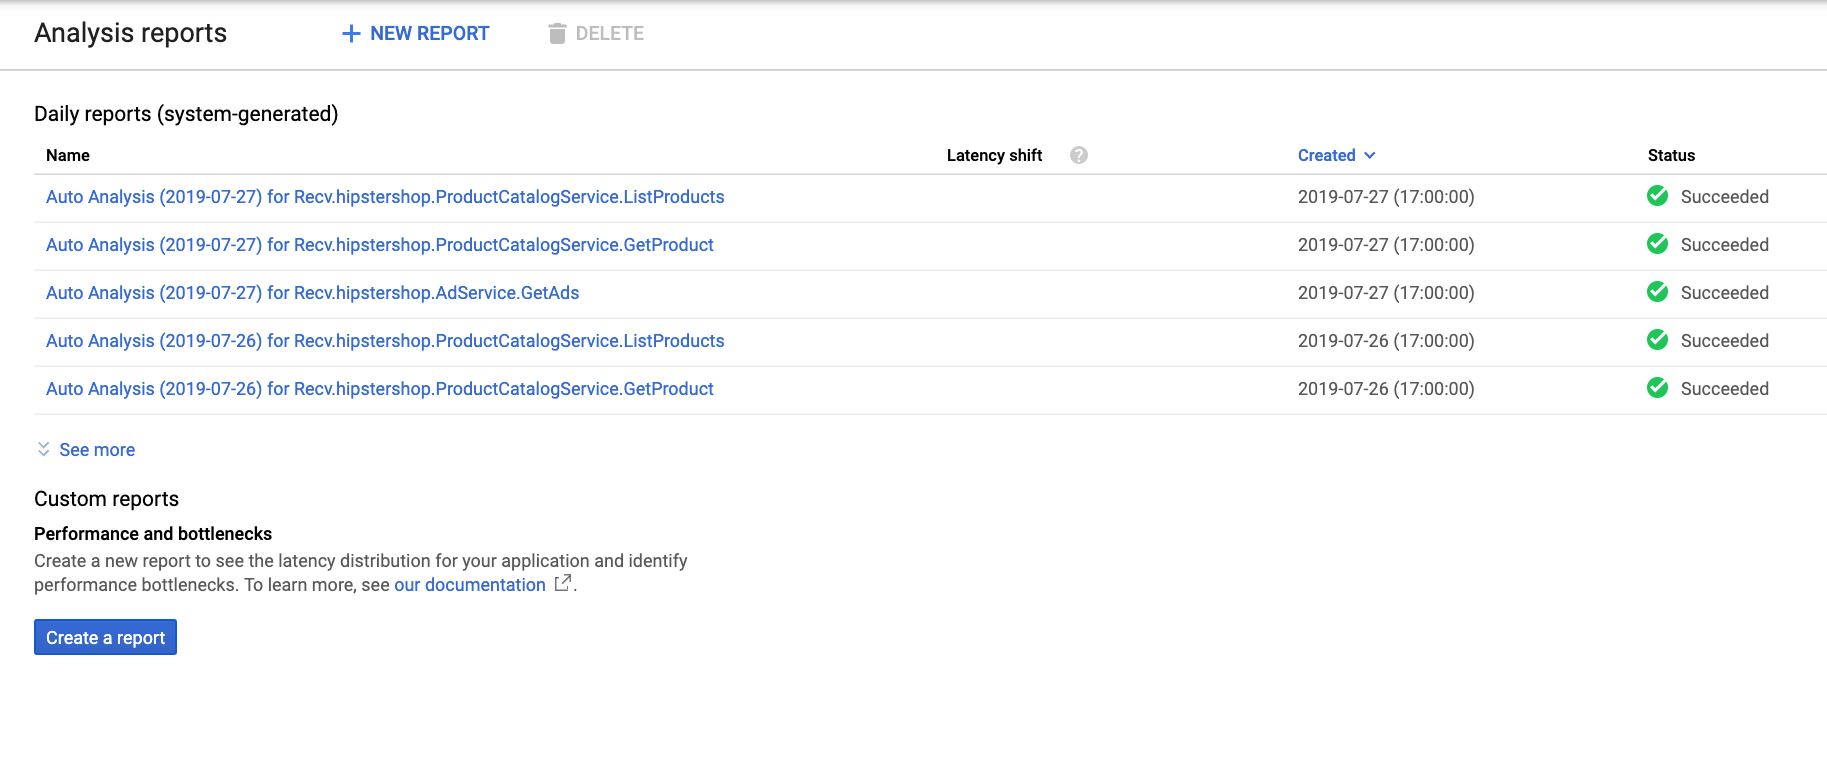 Analysis reports
NEW REPORT
DELETE
Daily reports (system-generated)
Name
Latency shift
?
Created
Status
Auto Analysis (2019-07-27) for Recv.hipstershop.ProductCatalogService.ListProducts
2019-07-27 (17:00:00)
Succeeded
Auto Analysis (2019-07-27) for Recv.hipstershop.ProductCatalogService.GetProduct
2019-07-27 (17:00:00)
Succeeded
Auto Analysis (2019-07-27) for Recv.hipstershop.AdService.GetAds
2019-07-27 (17:00:00)
Succeeded
Auto Analysis (2019-07-26) for Recv.hipstershop.ProductCatalogService.ListProducts
2019-07-26 (17:00:00)
Succeeded
Auto Analysis (2019-07-26) for Recv.hipstershop.ProductCatalogService.GetProduct
2019-07-26 (17:00:00)
Succeeded
See more
Custom reports
Performance and bottlenecks
Create a new report to see the latency distribution for your application and identify
performance bottlenecks. To learn more, see our documentation .
Create a report